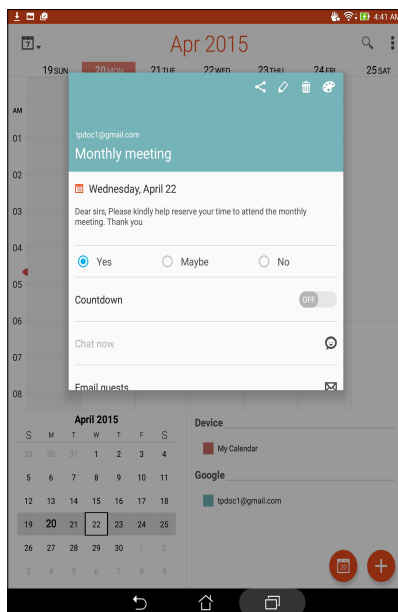 4:41 AM
7
Apr 2015
19 SUN 20 MON 21 TUE 22 WED 23 THU 24 FRI 25 SAT
AM
01
02
03
04
05
06
07
08
tpdoc1@gmail.com
Monthly meeting
Wednesday, April 22
Dear sirs, Please kindly help reserve your time to attend the monthly
meeting. Thank you
Yes Maybe No
Countdown OFF
Chat now
Email guests
April 2015
S M T W T F S
29 30 31 1 2 3 4
5 6 7 8 9 10 11
12 13 14 15 16 17 18
19 20 21 22 23 24 25
26 27 28 29 30 1 2
3 4 5 6 7 8 9
Device
My Calendar
Google
tpdoc1@gmail.com
20